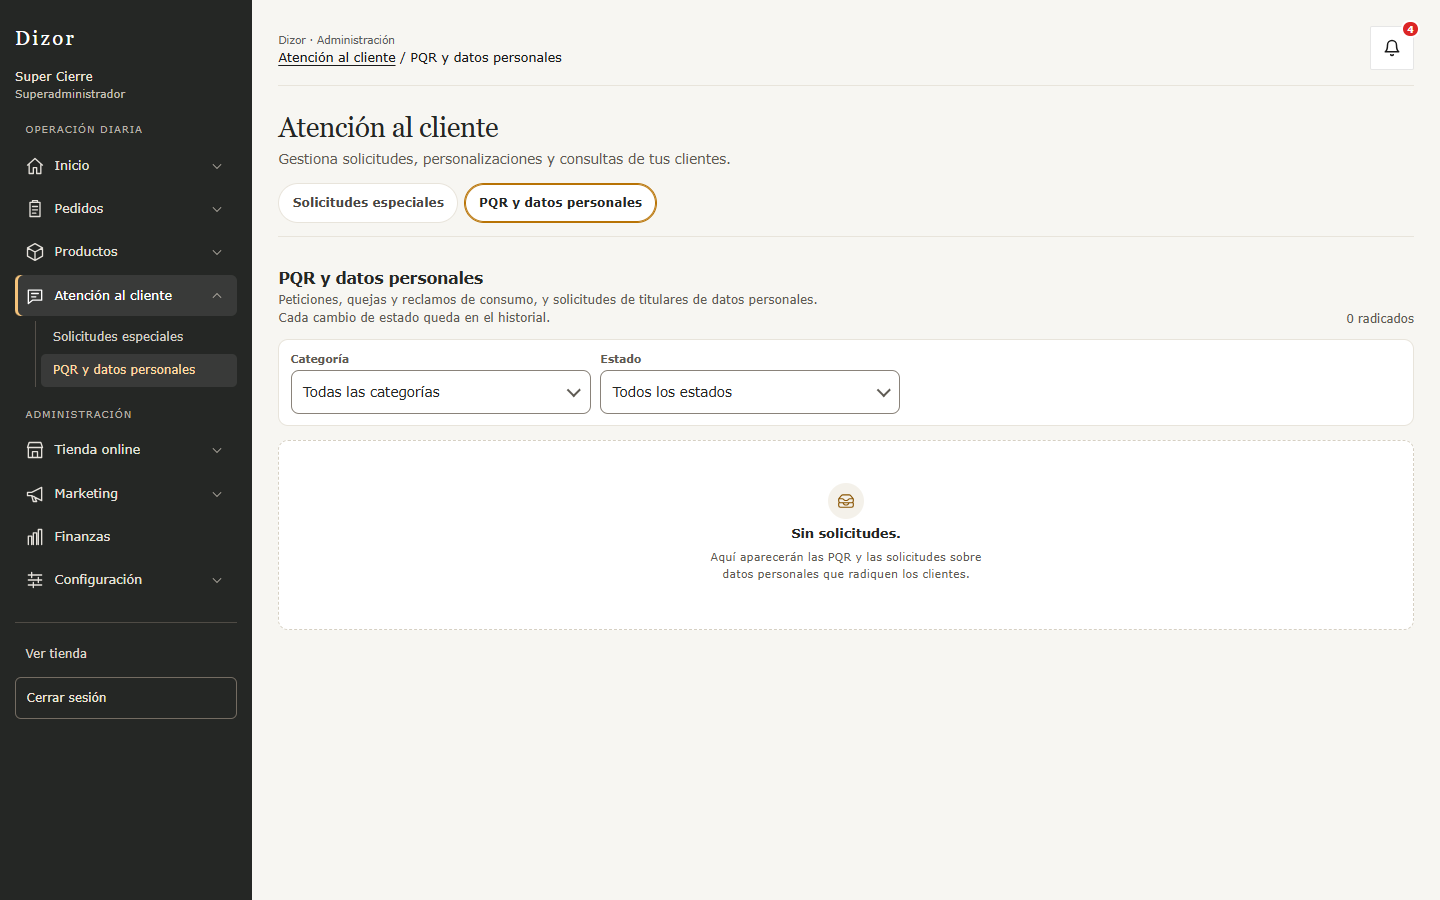 Dizor
Super Cierre
Superadministrador
OPERACIÓN DIARIA
Inicio
Pedidos
Productos
Atención al cliente
Solicitudes especiales
PQR y datos personales
ADMINISTRACIÓN
Tienda online
Marketing
Finanzas
Configuración
Ver tienda
Cerrar sesión
Dizor · Administración
Atención al cliente / PQR y datos personales
4
Atención al cliente
Gestiona solicitudes, personalizaciones y consultas de tus clientes.
Solicitudes especiales
PQR y datos personales
PQR y datos personales
Peticiones, quejas y reclamos de consumo, y solicitudes de titulares de datos personales.
Cada cambio de estado queda en el historial.
0 radicados
Categoría
Estado
Todas las categorías
Todos los estados
Sin solicitudes.
Aquí aparecerán las PQR y las solicitudes sobre
datos personales que radiquen los clientes.